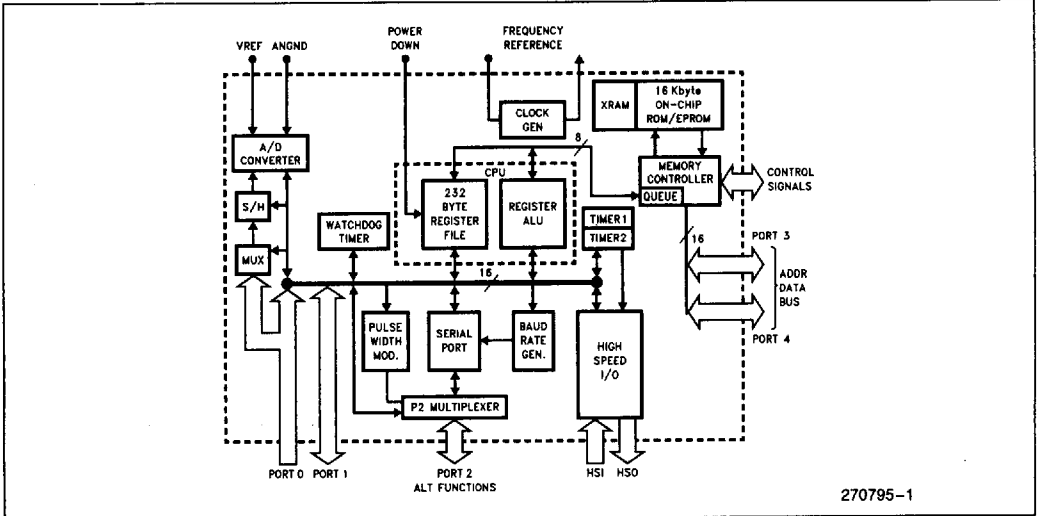 VREF ANGND
POWER
DOWN
FREQUENCY
REFERENCE
CLOCK
GEN
XRAM
16 Kbyte
ON-CHIP
ROM/EPROM
A/D
CONVERTER
8
CPU
MEMORY
CONTROLLER
QUEUE
CONTROL
SIGNALS
S/H
232
BYTE
REGISTER
FILE
REGISTER
ALU
WATCHDOG
TIMER
TIMER1
TIMER2
MUX
16
16
PORT 3
ADDR
DATA
BUS
PORT 4
PULSE
WIDTH
MOD.
SERIAL
PORT
BAUD
RATE
GEN.
HIGH
SPEED
I/O
P2 MULTIPLEXER
PORT 0
PORT 1
PORT 2
ALT FUNCTIONS
HSI
HSO
270795-1